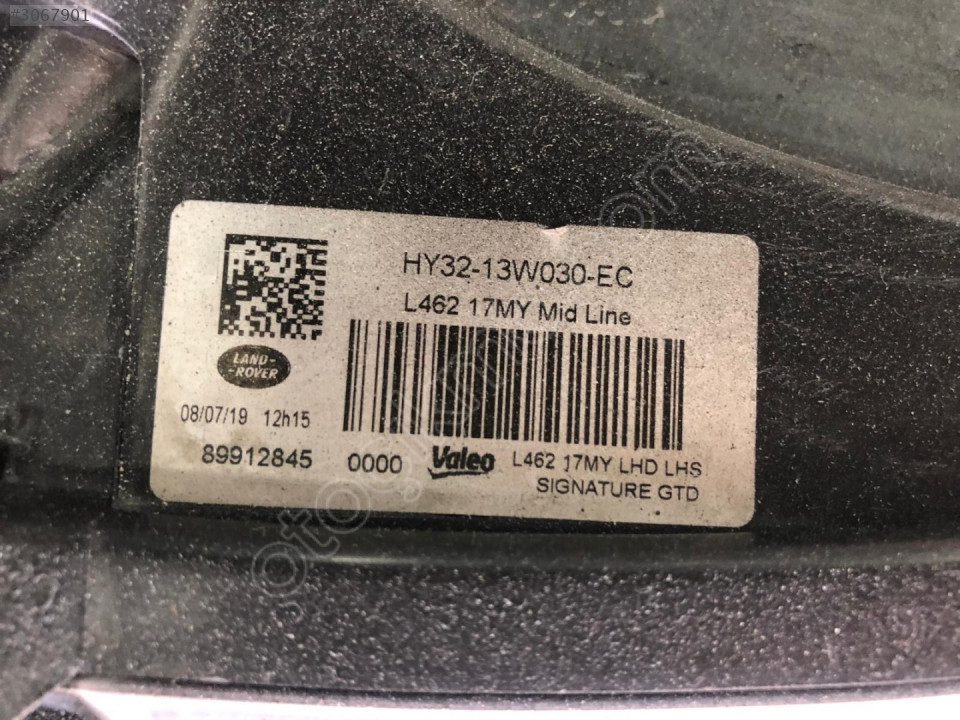 #3067901
HY32-13W030-EC
L462 17MY Mid Line
LAND-
-ROVER
08/07/19 12h15
89912845 0000 Valeo L462 17MY LHD LHS
SIGNATURE GTD